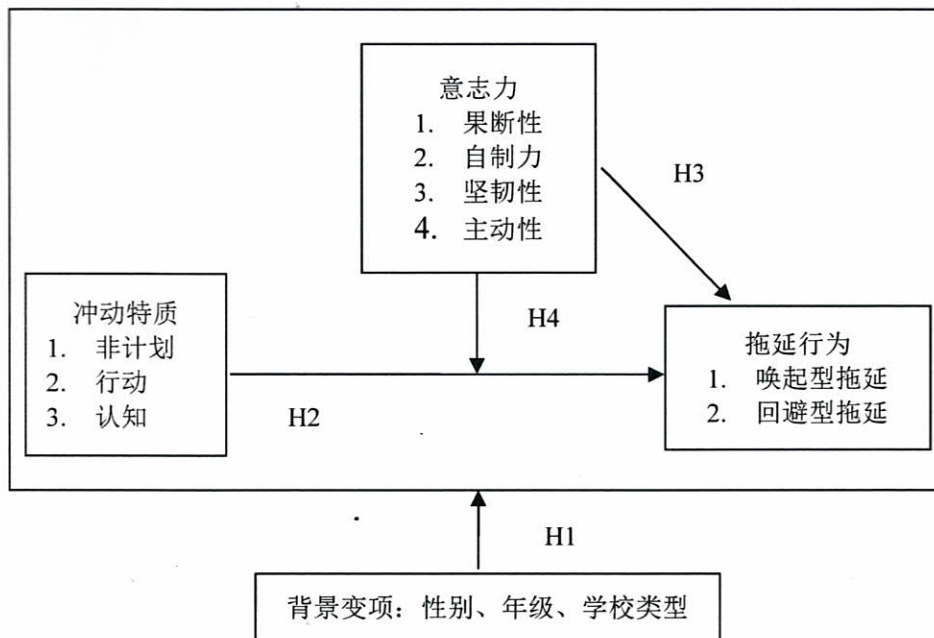 意志力
1. 果断性
2. 自制力
3. 坚韧性
4. 主动性
H3
H4
冲动特质
1. 非计划
2. 行动
3. 认知
H2
拖延行为
1. 唤起型拖延
2. 回避型拖延
H1
背景变项：性别、年级、学校类型